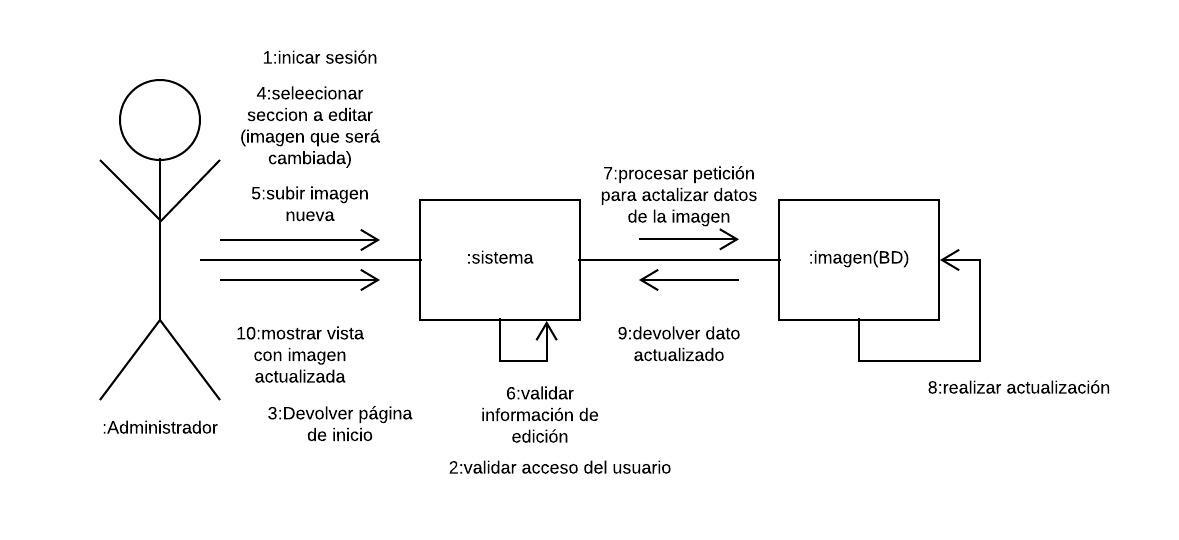 1:inicar sesión
4:seleecionar
seccion a editar
(imagen que será
cambiada)
5:subir imagen
nueva
7:procesar petición
para actalizar datos
de la imagen
:sistema
:imagen(BD)
10:mostrar vista
con imagen
actualizada
9:devolver dato
actualizado
8:realizar actualización
6:validar
información de
edición
3:Devolver página
de inicio
:Administrador
2:validar acceso del usuario